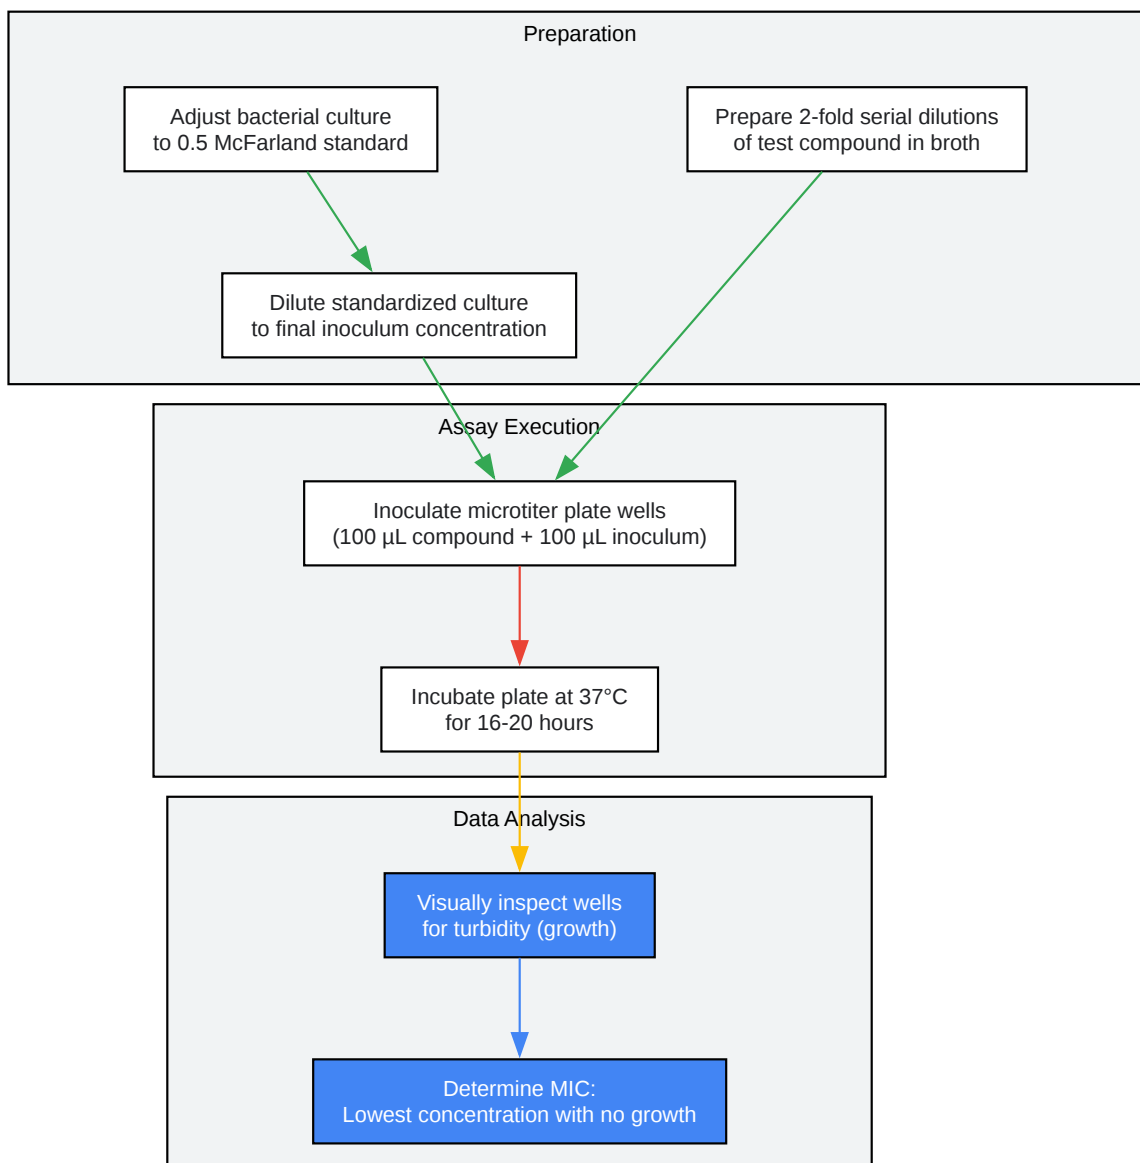 Preparation
Adjust bacterial culture
to 0.5 McFarland standard
Prepare 2-fold serial dilutions
of test compound in broth
Dilute standardized culture
to final inoculum concentration
Assay Execution
Inoculate microtiter plate wells
(100 µL compound + 100 µL inoculum)
Incubate plate at 37°C
for 16-20 hours
Data Analysis
Visually inspect wells
for turbidity (growth)
Determine MIC:
Lowest concentration with no growth